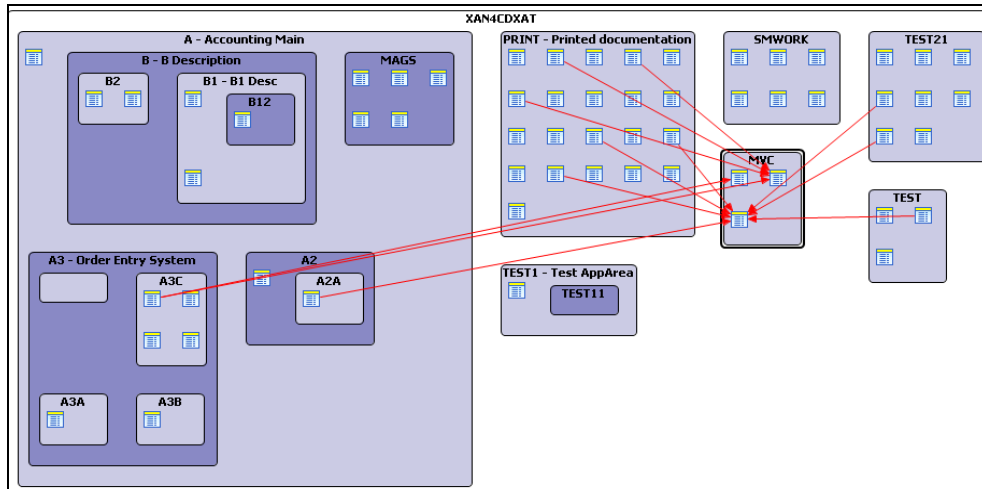 XAN4CDXAT
A - Accounting Main
B - B Description
B2
B1 - B1 Desc
B12
MAGS
PRINT - Printed documentation
SMWORK
TEST21
MVC
TEST
A3 - Order Entry System
A3C
A3A
A3B
A2
A2A
TEST1 - Test AppArea
TEST11